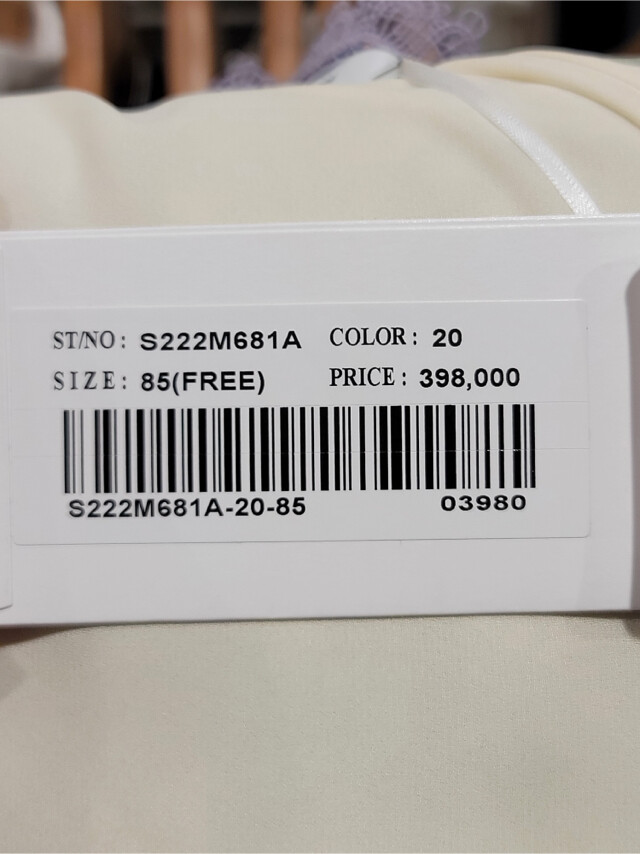 ST/NO: S222M681A COLOR: 20
SIZE: 85(FREE) PRICE: 398,000
S222M681A-20-85 03980